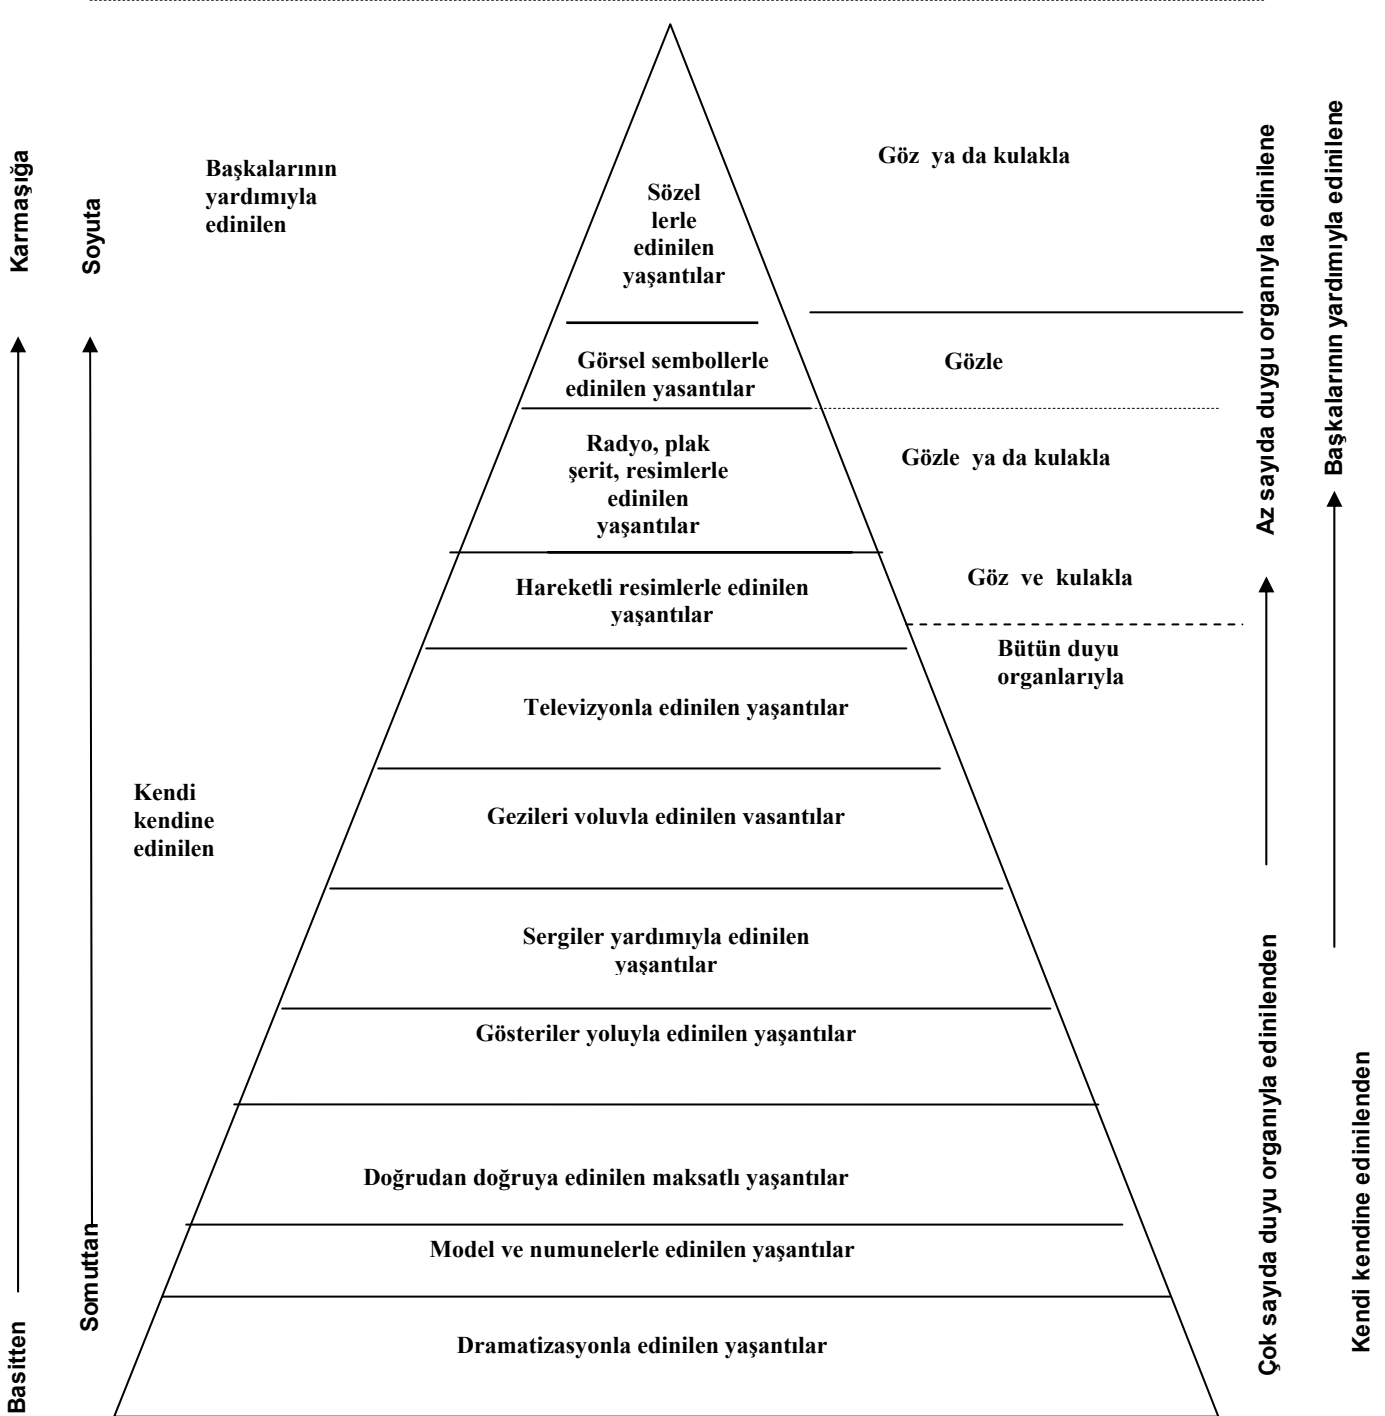 Karmaşığa
Soyuta
Başkalarının
yardımıyla
edinilen
Göz ya da kulakla
Sözel
lerle
edinilen
yaşantılar
Az sayıda duygu organıyla edinilene
Başkalarının yardımıyla edinilene
Görsel sembollerle
edinilen yasantılar
Gözle
Radyo, plak
şerit, resimlerle
edinilen
yaşantılar
Gözle ya da kulakla
Hareketli resimlerle edinilen
yaşantılar
Göz ve kulakla
Bütün duyu
organlarıyla
Televizyonla edinilen yaşantılar
Kendi
kendine
edinilen
Gezileri voluvla edinilen vasantılar
Sergiler yardımıyla edinilen
yaşantılar
Gösteriler yoluyla edinilen yaşantılar
Doğrudan doğruya edinilen maksatlı yaşantılar
Model ve numunelerle edinilen yaşantılar
Dramatizasyonla edinilen yaşantılar
Basitten
Somuttan
Çok sayıda duyu organıyla edinilenden
Kendi kendine edinilenden